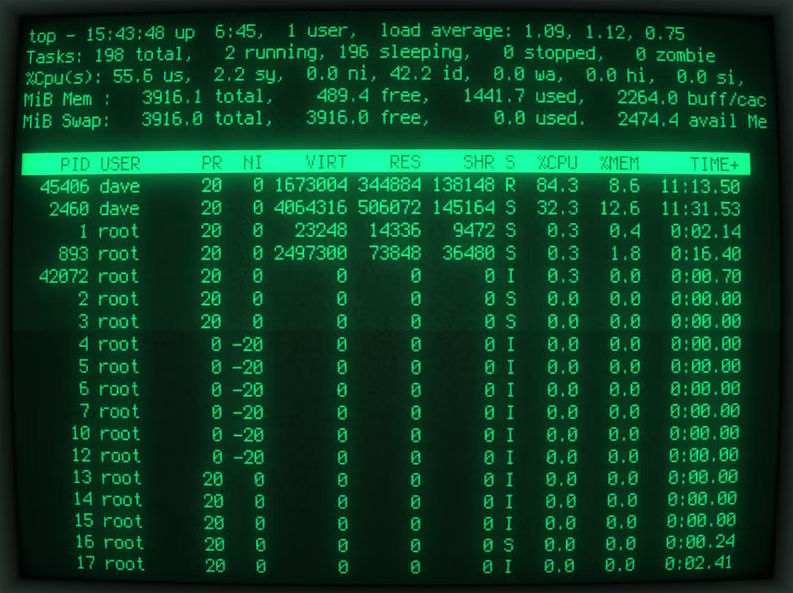 top - 15:43:48 up  6:45,  1 user,  load average: 1.09, 1.12, 0.75
Tasks: 198 total,   2 running, 196 sleeping,   0 stopped,   0 zombie
%Cpu(s): 55.6 us,  2.2 sy,  0.0 ni, 42.2 id,  0.0 wa,  0.0 hi,  0.0 si,
MiB Mem :   3916.1 total,    489.4 free,   1441.7 used,   2264.0 buff/cac
MiB Swap:   3916.0 total,   3916.0 free,      0.0 used.   2474.4 avail Me
PID USER      PR  NI    VIRT    RES    SHR S  %CPU  %MEM     TIME+
45406 dave      20   0 1673004 344884 138148 R  84.3   8.6  11:13.50
2460 dave      20   0 4064316 506072 145164 S  32.3  12.6  11:31.53
1 root      20   0   23248  14336   9472 S   0.3   0.4   0:02.14
893 root      20   0 2497300  73848  36480 S   0.3   1.8   0:16.40
42072 root      20   0       0      0      0 I   0.3   0.0   0:00.70
2 root      20   0       0      0      0 S   0.0   0.0   0:00.00
3 root      20   0       0      0      0 S   0.0   0.0   0:00.00
4 root       0 -20       0      0      0 I   0.0   0.0   0:00.00
5 root       0 -20       0      0      0 I   0.0   0.0   0:00.00
6 root       0 -20       0      0      0 I   0.0   0.0   0:00.00
7 root       0 -20       0      0      0 I   0.0   0.0   0:00.00
10 root       0 -20       0      0      0 I   0.0   0.0   0:00.00
12 root       0 -20       0      0      0 I   0.0   0.0   0:00.00
13 root      20   0       0      0      0 I   0.0   0.0   0:00.00
14 root      20   0       0      0      0 I   0.0   0.0   0:00.00
15 root      20   0       0      0      0 I   0.0   0.0   0:00.00
16 root      20   0       0      0      0 S   0.0   0.0   0:00.24
17 root      20   0       0      0      0 I   0.0   0.0   0:02.41